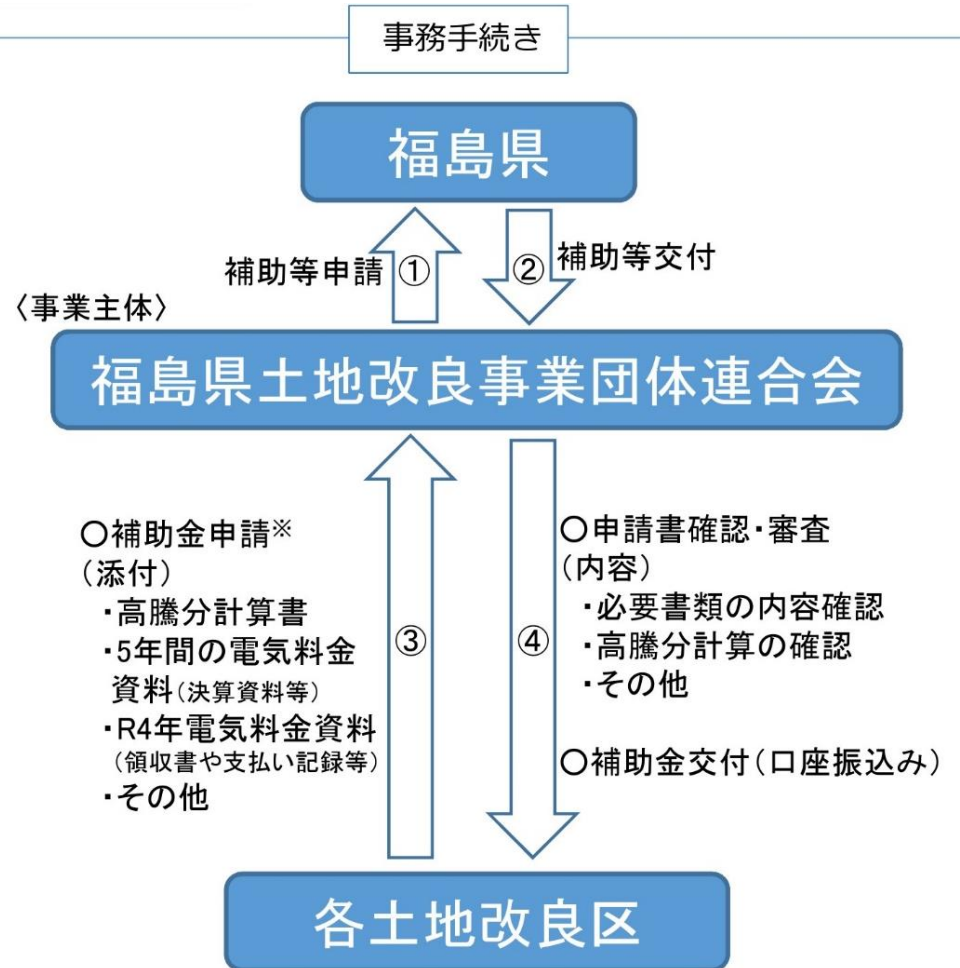 事務手続き
福島県
補助等申請
①
②
補助等交付
〈事業主体〉
福島県土地改良事業団体連合会
○補助金申請※
(添付)
・高騰分計算書
・5年間の電気料金
資料(決算資料等)
・R4年電気料金資料
(領収書や支払い記録等)
・その他
③
④
○申請書確認・審査
(内容)
・必要書類の内容確認
・高騰分計算の確認
・その他
○補助金交付(口座振込み)
各土地改良区